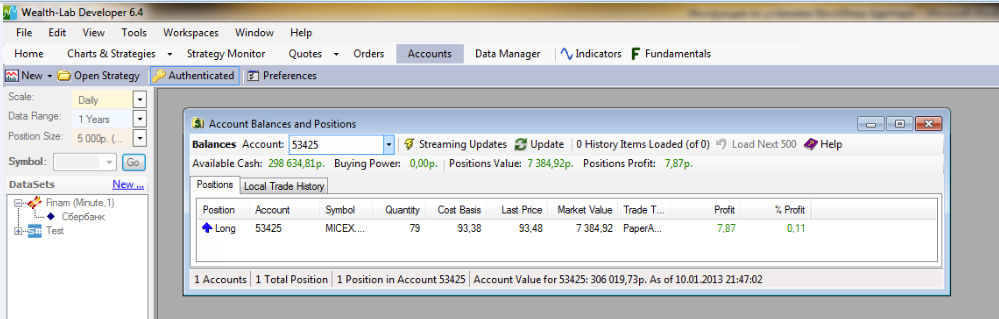 Wealth-Lab Developer 6.4
File Edit View Tools Workspaces Window Help
Home Charts & Strategies Strategy Monitor Quotes Orders Accounts Data Manager Indicators F Fundamentals
New Open Strategy Authenticated Preferences
Scale: Daily
Data Range: 1 Years
Position Size: 5 000р. (...
Symbol: Go
DataSets New ...
Finam (Minute,1)
Сбербанк
Test
Account Balances and Positions
Balances Account: 53425 Streaming Updates Update 0 History Items Loaded (of 0) Load Next 500 Help
Available Cash: 298 634,81р. Buying Power: 0,00р. Positions Value: 7 384,92р. Positions Profit: 7,87р.
Positions Local Trade History
Position Account Symbol Quantity Cost Basis Last Price Market Value Trade T... Profit % Profit
Long 53425 MICEX.... 79 93,38 93,48 7 384,92 PaperA... 7,87 0,11
1 Accounts 1 Total Position 1 Position in Account 53425 Account Value for 53425: 306 019,73р. As of 10.01.2013 21:47:02